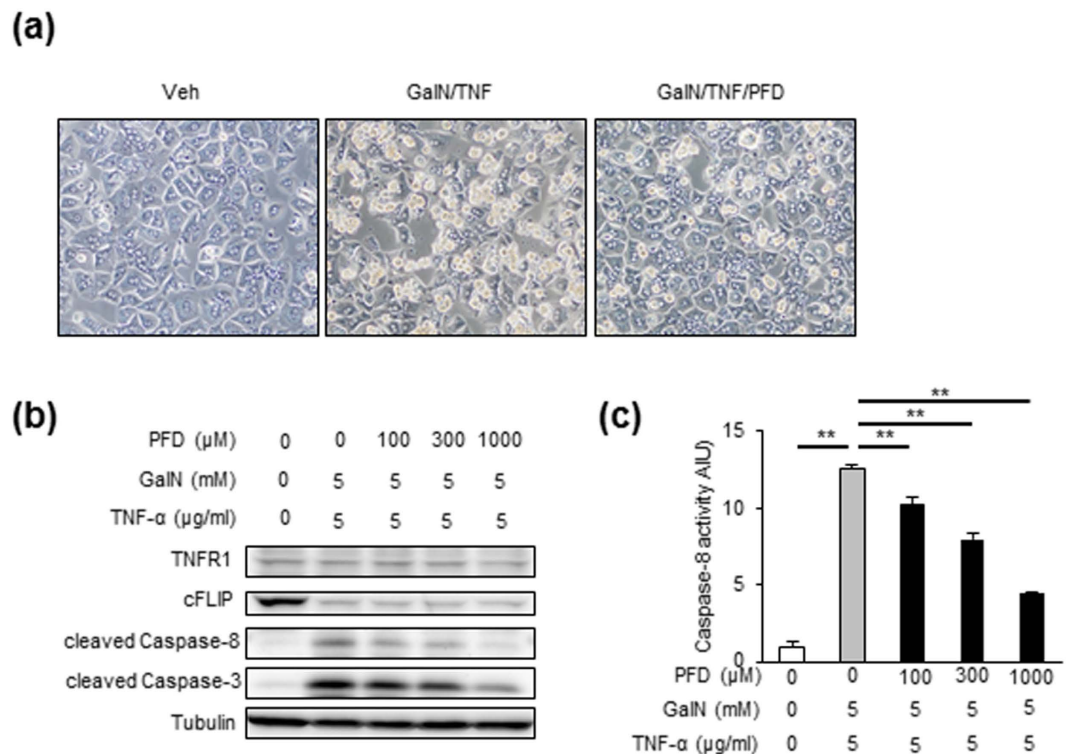 (a)
Veh GalN/TNF GalN/TNF/PFD
(b)
PFD (µM) 0 0 100 300 1000
GalN (mM) 0 5 5 5 5
TNF-α (µg/ml) 0 5 5 5 5
TNFR1
cFLIP
cleaved Caspase-8
cleaved Caspase-3
Tubulin
(c)
**
**
** **
Caspase-8 activity AIU)
15
10
5
0
PFD (µM) 0 0 100 300 1000
GalN (mM) 0 5 5 5 5
TNF-α (µg/ml) 0 5 5 5 5